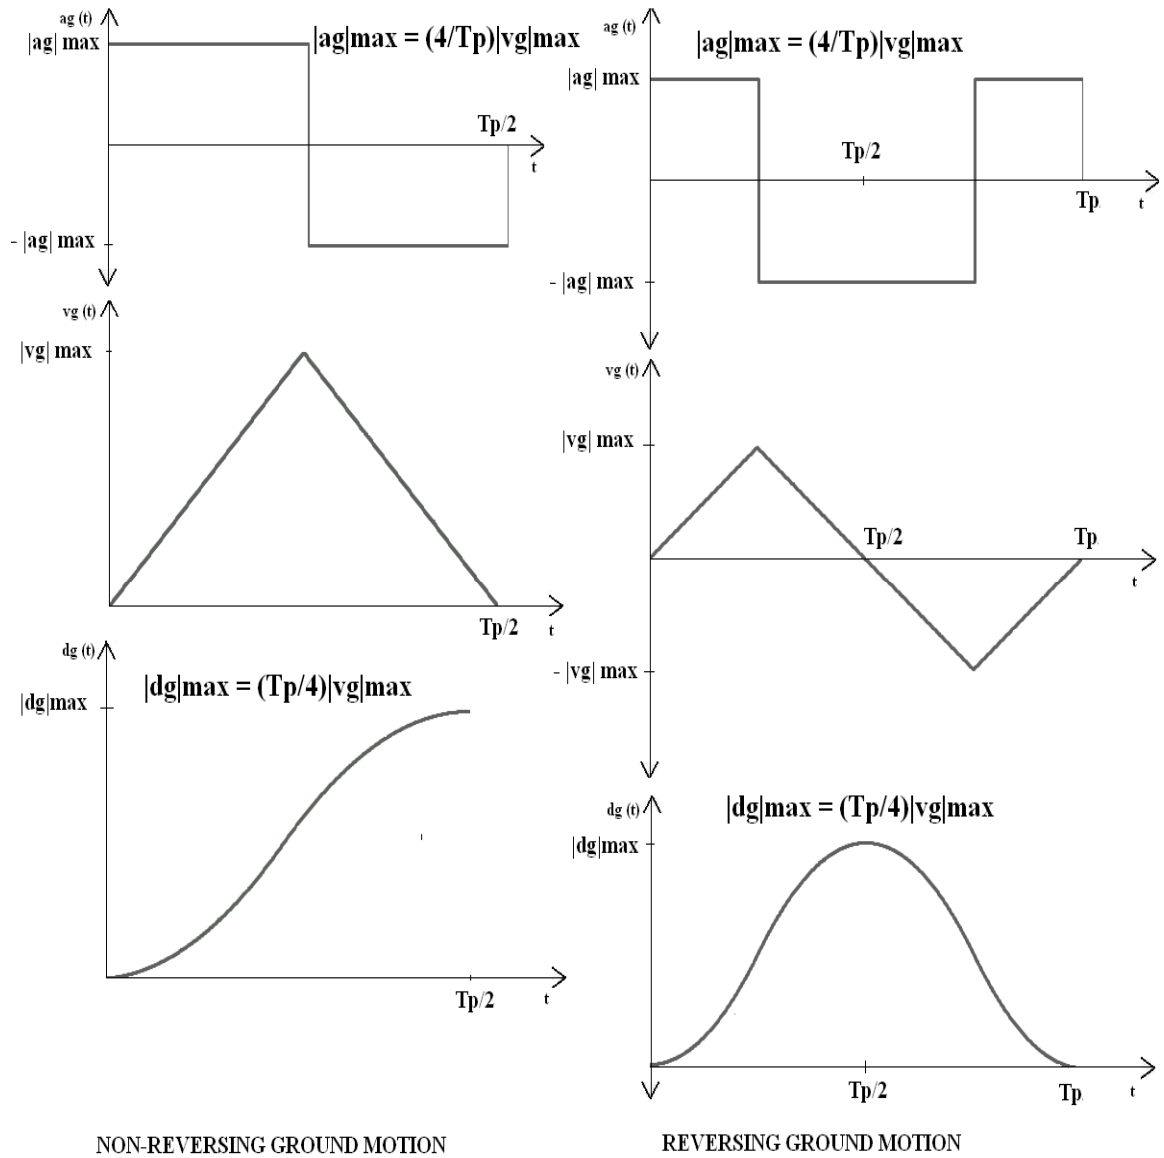 ag (t)
|ag| max
|ag|max = (4/Tp)|vg|max
Tp/2
t
- |ag| max
vg (t)
|vg| max
Tp/2
t
dg (t)
|dg|max = (Tp/4)|vg|max
|dg|max
Tp/2
t
NON-REVERSING GROUND MOTION
ag (t)
|ag|max = (4/Tp)|vg|max
|ag| max
Tp/2
Tp
t
- |ag| max
vg (t)
|vg| max
Tp/2
Tp
t
- |vg| max
dg (t)
|dg|max = (Tp/4)|vg|max
|dg|max
Tp/2
Tp
t
REVERSING GROUND MOTION